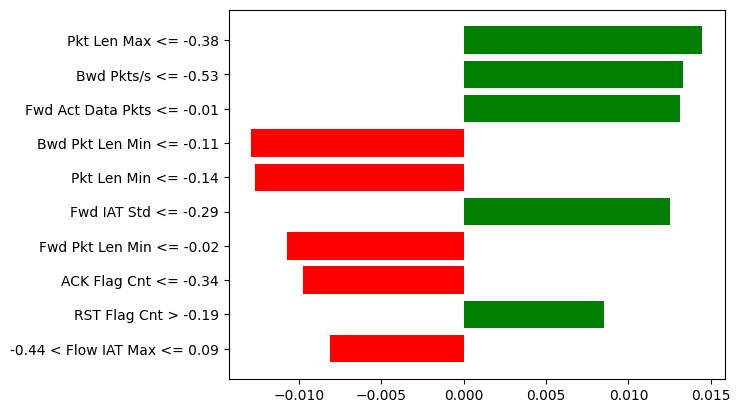 Pkt Len Max <= -0.38
Bwd Pkts/s <= -0.53
Fwd Act Data Pkts <= -0.01
Bwd Pkt Len Min <= -0.11
Pkt Len Min <= -0.14
Fwd IAT Std <= -0.29
Fwd Pkt Len Min <= -0.02
ACK Flag Cnt <= -0.34
RST Flag Cnt > -0.19
-0.44 < Flow IAT Max <= 0.09
−0.010 −0.005 0.000 0.005 0.010 0.015